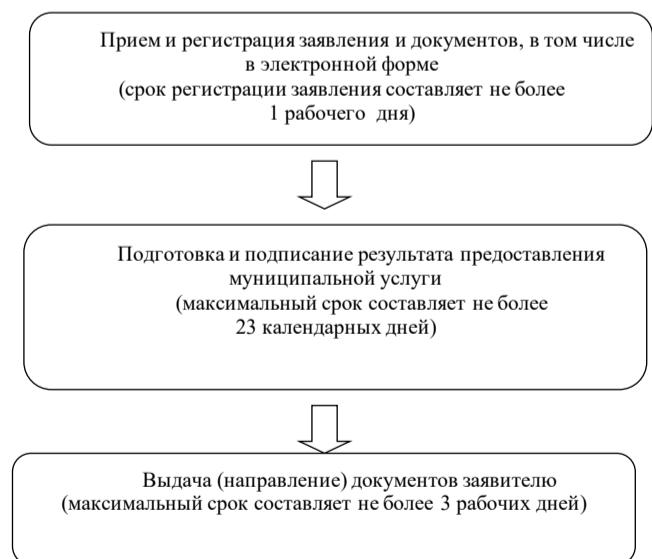 Прием и регистрация заявления и документов, в том числе
в электронной форме
(срок регистрации заявления составляет не более
1 рабочего дня)
Подготовка и подписание результата предоставления
муниципальной услуги
(максимальный срок составляет не более
23 календарных дней)
Выдача (направление) документов заявителю
(максимальный срок составляет не более 3 рабочих дней)